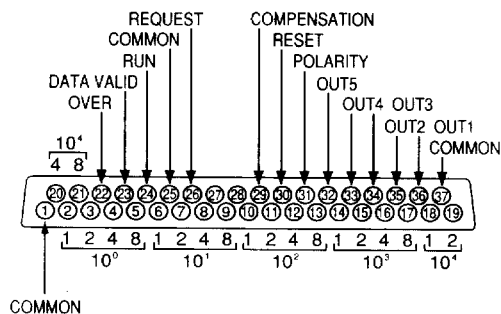 REQUEST COMPENSATION
COMMON RESET
RUN POLARITY
DATA VALID OUT5
OVER OUT4 OUT3
10⁴ OUT2 OUT1
4 8 COMMON
20 21 22 23 24 25 26 27 28 29 30 31 32 33 34 35 36 37
1 2 3 4 5 6 7 8 9 10 11 12 13 14 15 16 17 18 19
1 2 4 8 1 2 4 8 1 2 4 8 1 2 4 8 1 2
10⁰ 10¹ 10² 10³ 10⁴
COMMON